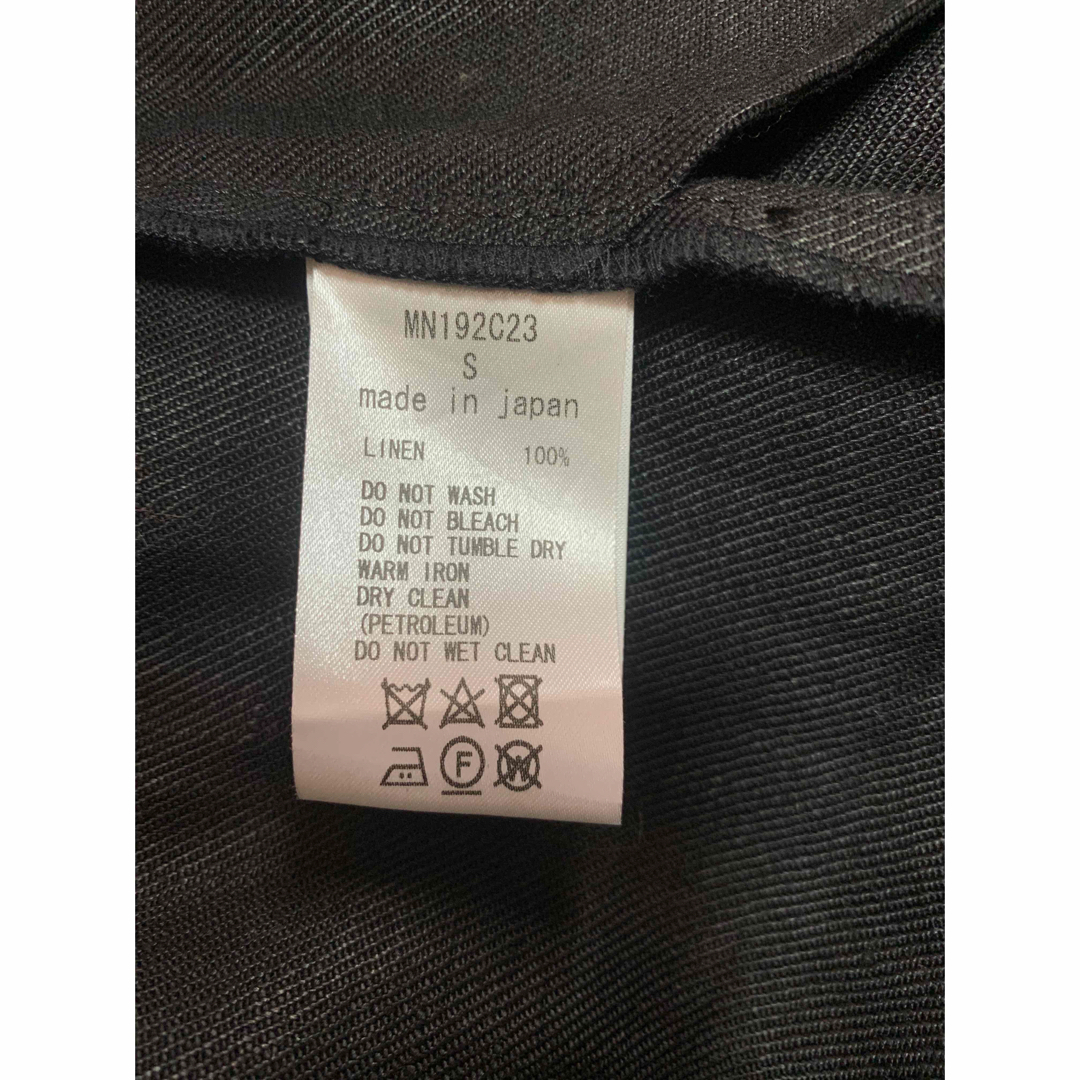 MN192C23
S
made in japan
LINEN 100%
DO NOT WASH
DO NOT BLEACH
DO NOT TUMBLE DRY
WARM IRON
DRY CLEAN
(PETROLEUM)
DO NOT WET CLEAN
F W